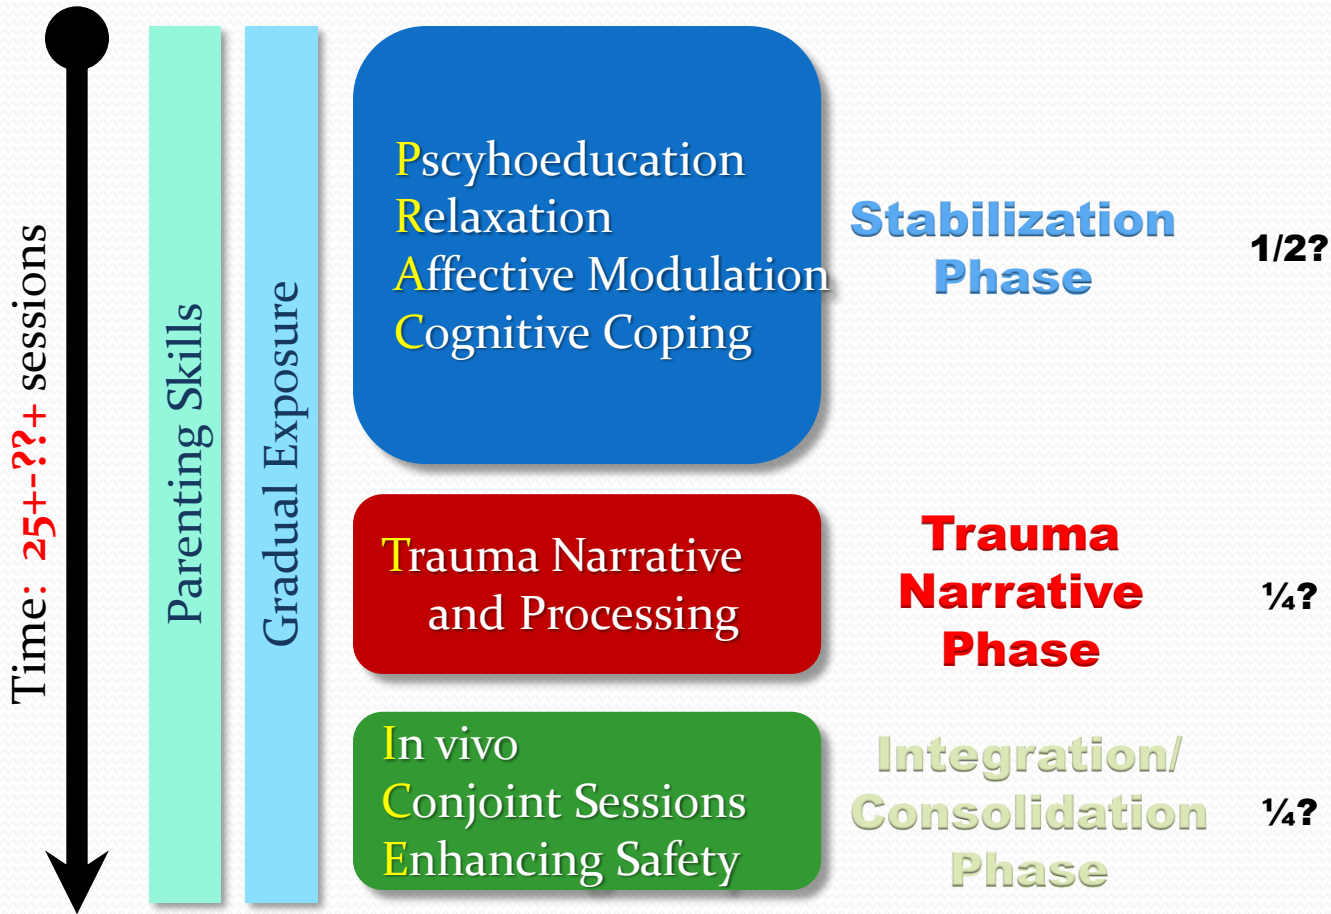 Time: 25+-??+ sessions
Parenting Skills
Gradual Exposure
Pscyhoeducation
Relaxation
Affective Modulation
Cognitive Coping
Stabilization
Phase
1/2?
Trauma Narrative
and Processing
Trauma
Narrative
Phase
¼?
In vivo
Conjoint Sessions
Enhancing Safety
Integration/
Consolidation
Phase
¼?